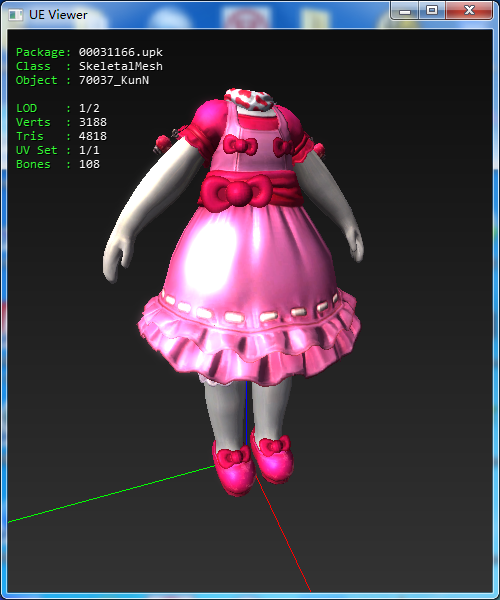 UE Viewer
Package: 00031166.upk
Class : SkeletalMesh
Object : 70037_KunN
LOD : 1/2
Verts : 3188
Tris : 4818
UV Set : 1/1
Bones : 108